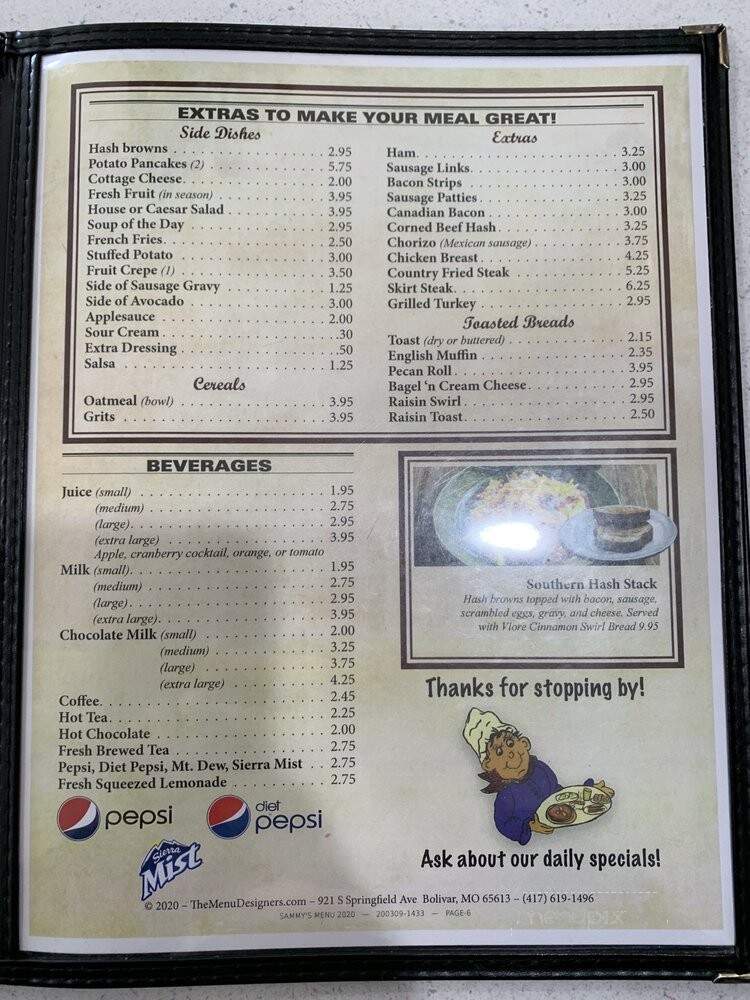 EXTRAS TO MAKE YOUR MEAL GREAT!
Side Dishes
Hash browns . . . . . . . . . . . . . . . . . . . . 2.95
Potato Pancakes (2) . . . . . . . . . . . . . . . . 5.75
Cottage Cheese. . . . . . . . . . . . . . . . . . . 2.00
Fresh Fruit (in season) . . . . . . . . . . . . . . 3.95
House or Caesar Salad . . . . . . . . . . . . . . . 3.95
Soup of the Day . . . . . . . . . . . . . . . . . . 2.95
French Fries. . . . . . . . . . . . . . . . . . . . 2.50
Stuffed Potato . . . . . . . . . . . . . . . . . . 3.00
Fruit Crepe (1) . . . . . . . . . . . . . . . . . . 3.50
Side of Sausage Gravy . . . . . . . . . . . . . . . 1.25
Side of Avocado . . . . . . . . . . . . . . . . . . 3.00
Applesauce . . . . . . . . . . . . . . . . . . . . 2.00
Sour Cream . . . . . . . . . . . . . . . . . . . . .30
Extra Dressing . . . . . . . . . . . . . . . . . . .50
Salsa . . . . . . . . . . . . . . . . . . . . . . . 1.25
Cereals
Oatmeal (bowl) . . . . . . . . . . . . . . . . . . 3.95
Grits . . . . . . . . . . . . . . . . . . . . . . . 3.95
Extras
Ham. . . . . . . . . . . . . . . . . . . . . . . . 3.25
Sausage Links. . . . . . . . . . . . . . . . . . . 3.00
Bacon Strips . . . . . . . . . . . . . . . . . . . 3.00
Sausage Patties . . . . . . . . . . . . . . . . . . 3.25
Canadian Bacon . . . . . . . . . . . . . . . . . . 3.00
Corned Beef Hash. . . . . . . . . . . . . . . . . . 3.25
Chorizo (Mexican sausage) . . . . . . . . . . . . . 3.75
Chicken Breast . . . . . . . . . . . . . . . . . . 4.25
Country Fried Steak . . . . . . . . . . . . . . . . 5.25
Skirt Steak. . . . . . . . . . . . . . . . . . . . 6.25
Grilled Turkey . . . . . . . . . . . . . . . . . . 2.95
Toasted Breads
Toast (dry or buttered) . . . . . . . . . . . . . . 2.15
English Muffin . . . . . . . . . . . . . . . . . . 2.35
Pecan Roll. . . . . . . . . . . . . . . . . . . . . 3.95
Bagel 'n Cream Cheese. . . . . . . . . . . . . . . 2.95
Raisin Swirl. . . . . . . . . . . . . . . . . . . . 2.95
Raisin Toast. . . . . . . . . . . . . . . . . . . . 2.50
BEVERAGES
Juice (small) . . . . . . . . . . . . . . . . . . . 1.95
(medium) . . . . . . . . . . . . . . . . . . . . . 2.75
(large). . . . . . . . . . . . . . . . . . . . . . 2.95
(extra large) . . . . . . . . . . . . . . . . . . . 3.95
Apple, cranberry cocktail, orange, or tomato
Milk (small). . . . . . . . . . . . . . . . . . . . 1.95
(medium) . . . . . . . . . . . . . . . . . . . . . 2.75
(large). . . . . . . . . . . . . . . . . . . . . . 2.95
(extra large). . . . . . . . . . . . . . . . . . . 3.95
Chocolate Milk (small) . . . . . . . . . . . . . . 2.00
(medium) . . . . . . . . . . . . . . . . . . . . . 3.25
(large) . . . . . . . . . . . . . . . . . . . . . . 3.75
(extra large) . . . . . . . . . . . . . . . . . . . 4.25
Coffee. . . . . . . . . . . . . . . . . . . . . . . 2.45
Hot Tea. . . . . . . . . . . . . . . . . . . . . . 2.25
Hot Chocolate . . . . . . . . . . . . . . . . . . . 2.00
Fresh Brewed Tea . . . . . . . . . . . . . . . . . 2.75
Pepsi, Diet Pepsi, Mt. Dew, Sierra Mist . . 2.75
Fresh Squeezed Lemonade . . . . . . . . . . . . . . 2.75
pepsi
diet
pepsi
Sierra
Mist
Southern Hash Stack
Hash browns topped with bacon, sausage,
scrambled eggs, gravy, and cheese. Served
with Vlore Cinnamon Swirl Bread 9.95
Thanks for stopping by!
Ask about our daily specials!
© 2020 – TheMenuDesigners.com – 921 S Springfield Ave Bolivar, MO 65613 – (417) 619-1496
SAMMY'S MENU 2020 — 200309-1433 — PAGE-6